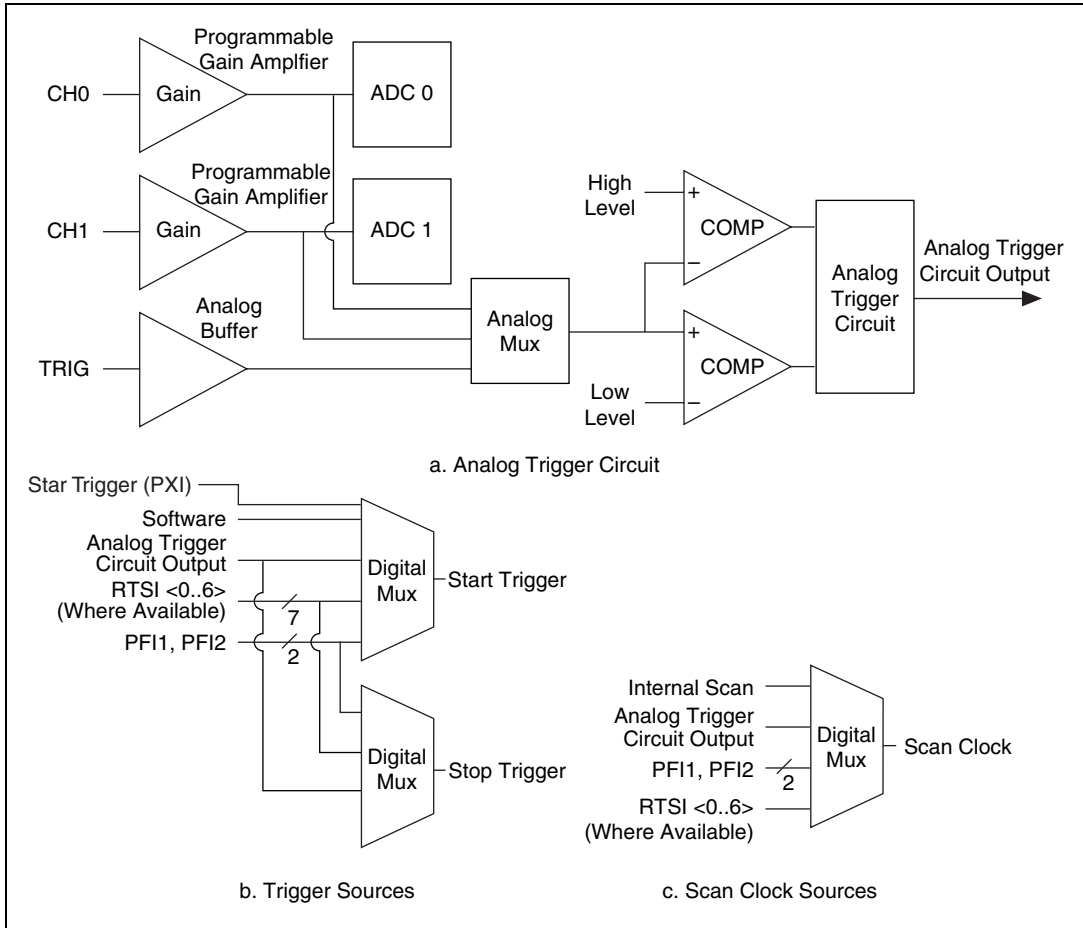 Programmable
Gain Amplfier
CH0
Gain
ADC 0
Programmable
Gain Amplifier
CH1
Gain
ADC 1
Analog
Buffer
TRIG
Analog
Mux
High
Level
+
COMP
–
+
COMP
–
Low
Level
Analog
Trigger
Circuit
Analog Trigger
Circuit Output
a. Analog Trigger Circuit
Star Trigger (PXI)
Software
Analog Trigger
Circuit Output
RTSI <0..6>
(Where Available)
7
PFI1, PFI2
2
Digital
Mux
Start Trigger
Digital
Mux
Stop Trigger
b. Trigger Sources
Internal Scan
Analog Trigger
Circuit Output
PFI1, PFI2
2
RTSI <0..6>
(Where Available)
Digital
Mux
Scan Clock
c. Scan Clock Sources